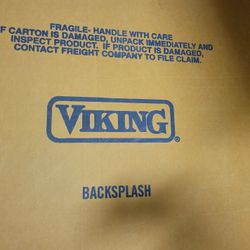 FRAGILE- HANDLE WITH CARE
F CARTON IS DAMAGED, UNPACK IMMEDIATELY AND
INSPECT PRODUCT. IF PRODUCT IS DAMAGED,
CONTACT FREIGHT COMPANY TO FILE CLAIM.
VIKING®
BACKSPLASH